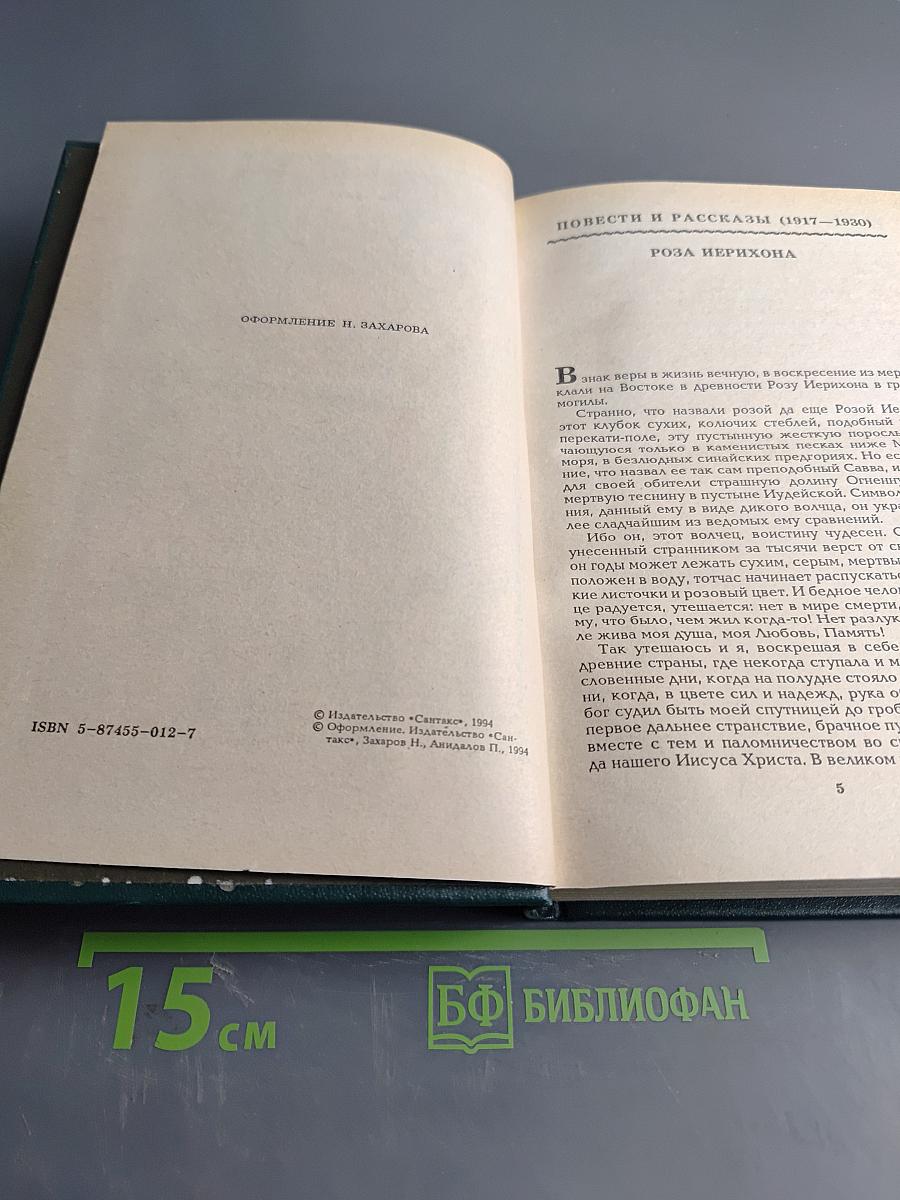 ОФОРМЛЕНИЕ Н. ЗАХАРОВА
ISBN 5-87455-012-7
© Издательство «Сантакс», 1994
© Оформление. Издательство «Сан-
такс», Захаров Н., Анидалов П., 1994
ПОВЕСТИ И РАССКАЗЫ (1917—1930)
РОЗА ИЕРИХОНА
В знак веры в жизнь вечную, в воскресение из мер
клали на Востоке в древности Розу Иерихона в гр
могилы.
Странно, что назвали розой да еще Розой Ие
этот клубок сухих, колючих стеблей, подобный
перекати-поле, эту пустынную жесткую поросль
чающуюся только в каменистых песках ниже М
моря, в безлюдных синайских предгориях. Но ес
ние, что назвал ее так сам преподобный Савва, и
для своей обители страшную долину Огненну
мертвую теснину в пустыне Иудейской. Символ
ния, данный ему в виде дикого волчца, он укра
лее сладчайшим из ведомых ему сравнений.
Ибо он, этот волчец, воистину чудесен. С
унесенный странником за тысячи верст от св
он годы может лежать сухим, серым, мертвы
положен в воду, тотчас начинает распускатьс
кие листочки и розовый цвет. И бедное чело
це радуется, утешается: нет в мире смерти,
му, что было, чем жил когда-то! Нет разлук
ле жива моя душа, моя Любовь, Память!
Так утешаюсь и я, воскрешая в себе
древние страны, где некогда ступала и м
словенные дни, когда на полудне стояло
ни, когда, в цвете сил и надежд, рука о
бог судил быть моей спутницей до гроб
первое дальнее странствие, брачное пу
вместе с тем и паломничеством во св
да нашего Иисуса Христа. В великом
5
15 см
БФ БИБЛИОФАН